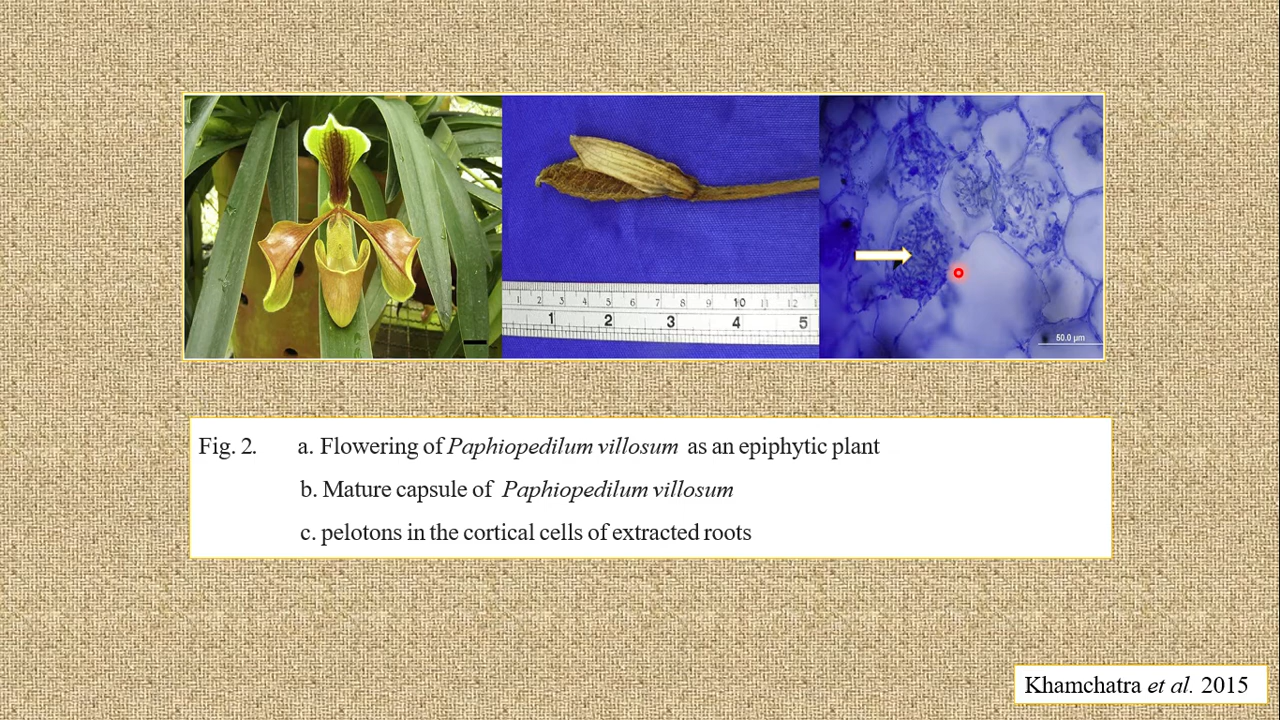 1 2 3 4 5 6 7 8 9 10 11 12
1 2 3 4 5
50.0 µm
Fig. 2. a. Flowering of Paphiopedilum villosum as an epiphytic plant
b. Mature capsule of Paphiopedilum villosum
c. pelotons in the cortical cells of extracted roots
Khamchatra et al. 2015